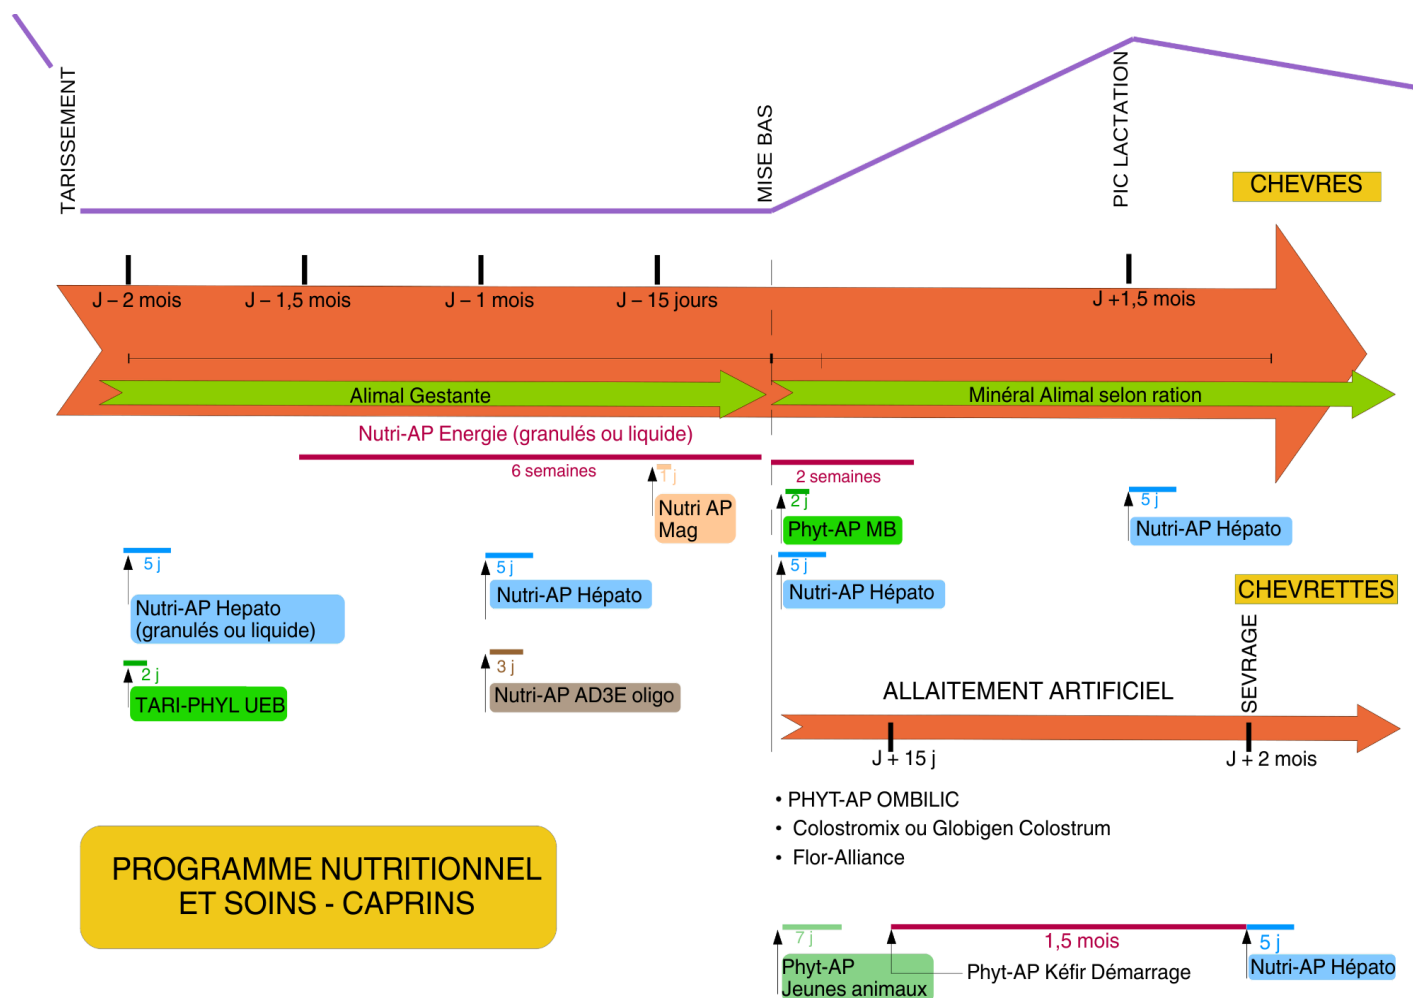 TARISSEMENT
MISE BAS
PIC LACTATION
CHEVRES
J – 2 mois
J – 1,5 mois
J – 1 mois
J – 15 jours
J +1,5 mois
Alimal Gestante
Minéral Alimal selon ration
Nutri-AP Energie (granulés ou liquide)
6 semaines
1 j
2 semaines
Nutri AP
Mag
2 j
Phyt-AP MB
5 j
Nutri-AP Hépato
5 j
Nutri-AP Hepato
(granulés ou liquide)
5 j
Nutri-AP Hépato
5 j
Nutri-AP Hépato
CHEVRETTES
2 j
TARI-PHYL UEB
3 j
Nutri-AP AD3E oligo
SEVRAGE
ALLAITEMENT ARTIFICIEL
J + 15 j
J + 2 mois
• PHYT-AP OMBILIC
• Colostromix ou Globigen Colostrum
• Flor-Alliance
PROGRAMME NUTRITIONNEL
ET SOINS - CAPRINS
7 j
1,5 mois
5 j
Phyt-AP
Jeunes animaux
Phyt-AP Kéfir Démarrage
Nutri-AP Hépato